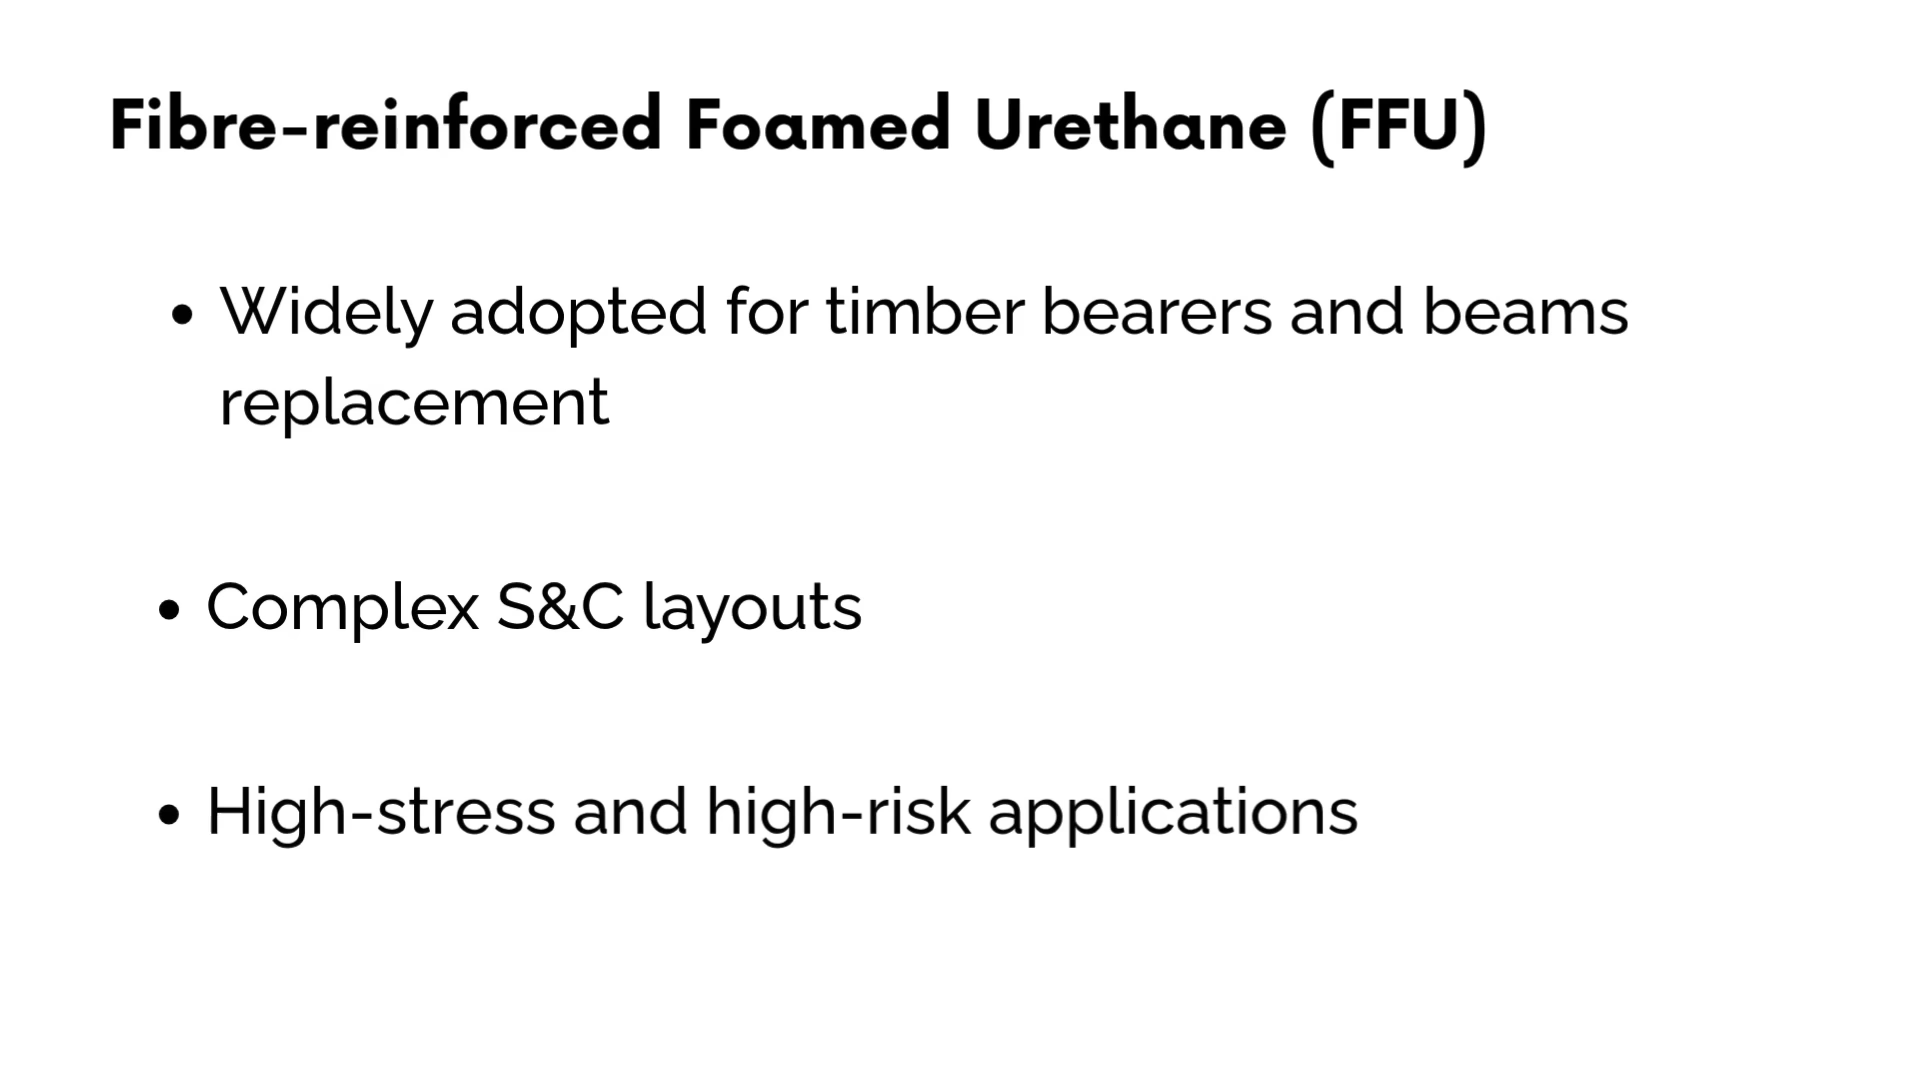 Fibre-reinforced Foamed Urethane (FFU)
• Widely adopted for timber bearers and beams
replacement
• Complex S&C layouts
• High-stress and high-risk applications